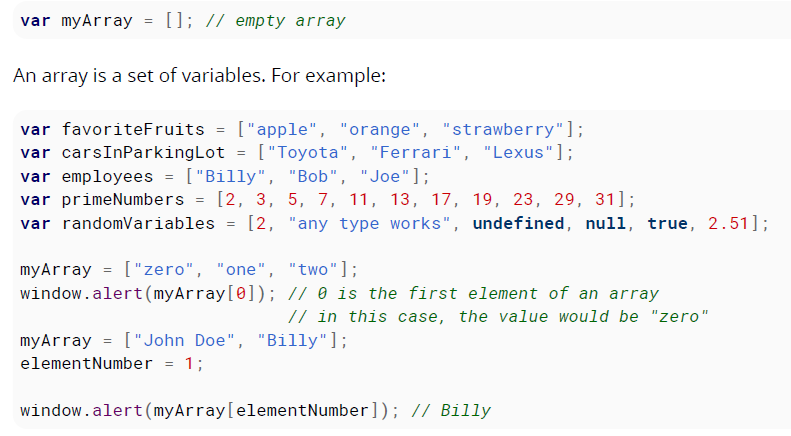 var myArray = []; // empty array
An array is a set of variables. For example:
var favoriteFruits = ["apple", "orange", "strawberry"];
var carsInParkingLot = ["Toyota", "Ferrari", "Lexus"];
var employees = ["Billy", "Bob", "Joe"];
var primeNumbers = [2, 3, 5, 7, 11, 13, 17, 19, 23, 29, 31];
var randomVariables = [2, "any type works", undefined, null, true, 2.51];
myArray = ["zero", "one", "two"];
window.alert(myArray[0]); // 0 is the first element of an array
// in this case, the value would be "zero"
myArray = ["John Doe", "Billy"];
elementNumber = 1;
window.alert(myArray[elementNumber]); // Billy